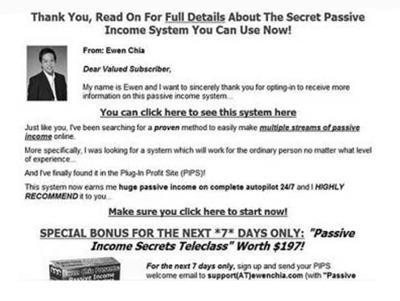 Thank You, Read On For Full Details About The Secret Passive
Income System You Can Use Now!
From: Ewen Chia
Dear Valued Subscriber,
My name is Ewen and I want to sincerely thank you for opting-in to receive more
information on this passive income system...
You can click here to see this system here
Just like you, I've been searching for a proven method to easily make multiple streams of passive
income online.
More specifically, I was looking for a system which will work for the ordinary person no matter what
level of experience...
And I've finally found it in the Plug-In Profit Site (PIPS)!
This system now earns me huge passive income on complete autopilot 24/7 and I HIGHLY
RECOMMEND it to you...
Make sure you click here to start now!
SPECIAL BONUS FOR THE NEXT *7* DAYS ONLY: "Passive
Income Secrets Teleclass" Worth $197!
Ewen Chia Presents
For the next 7 days only, sign up and send your PIPS
welcome email to support(AT)ewenchia.com (with "Passive